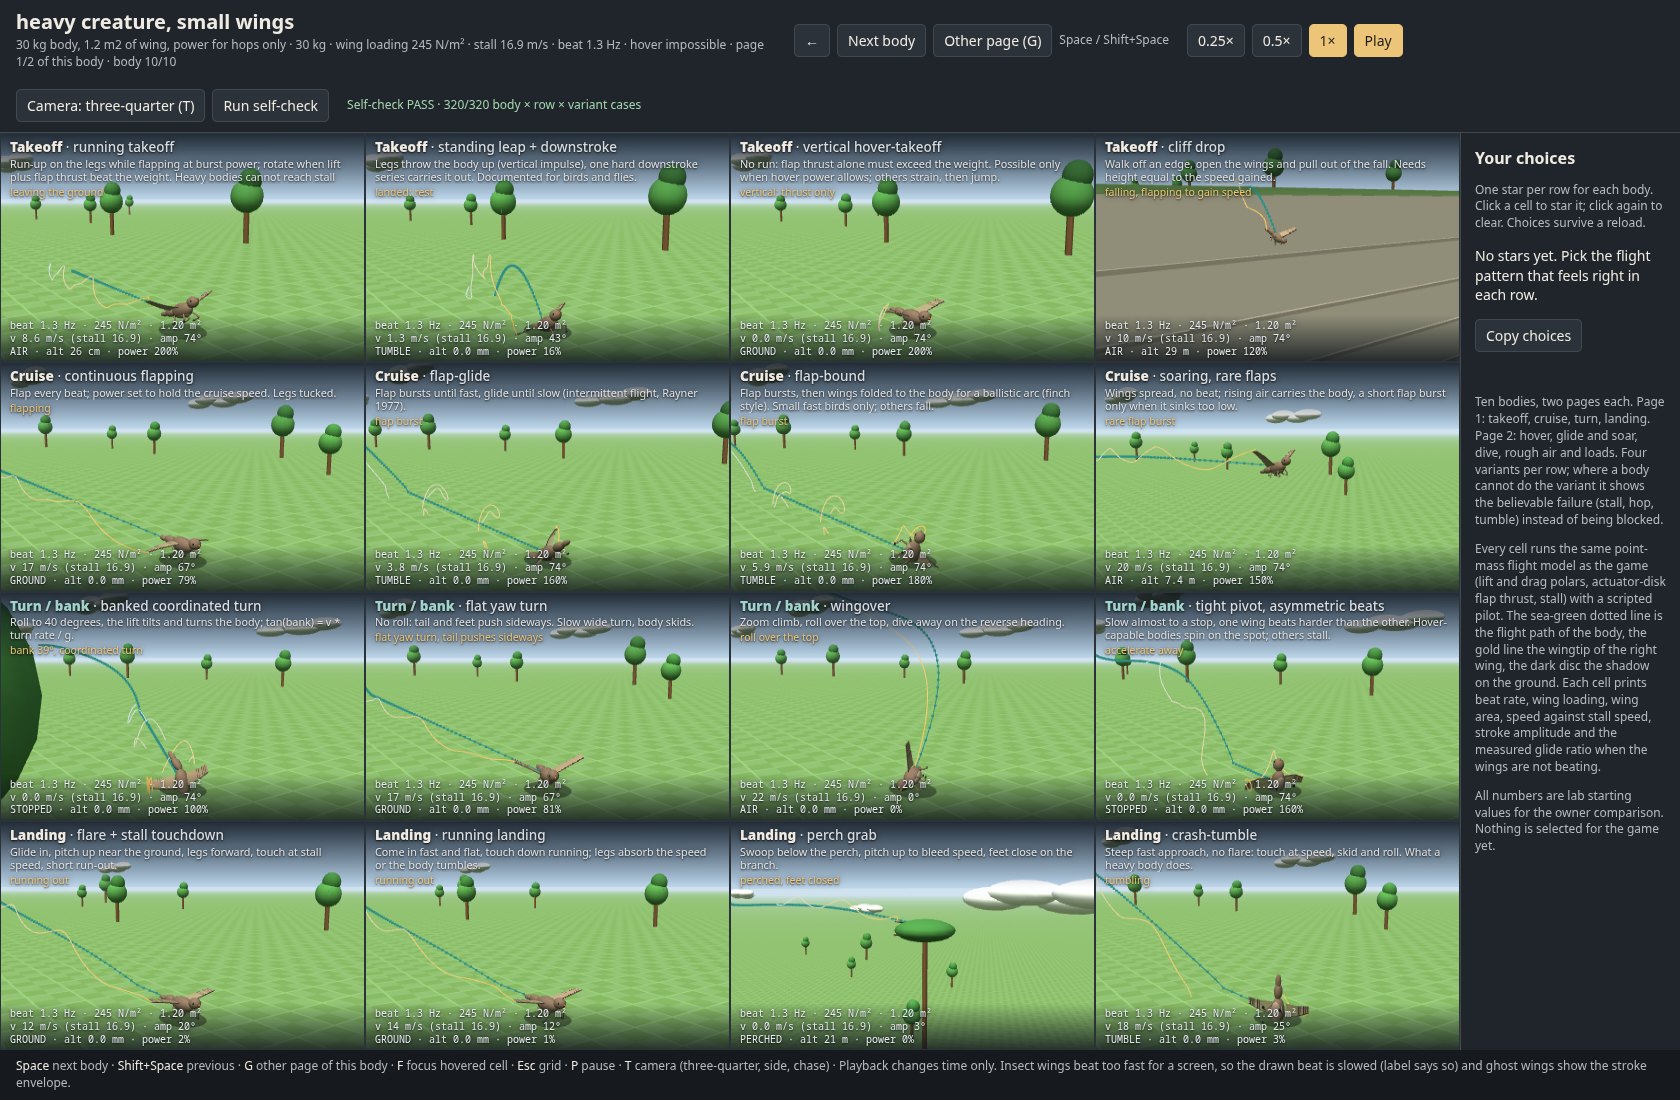 heavy creature, small wings
30 kg body, 1.2 m2 of wing, power for hops only · 30 kg · wing loading 245 N/m² · stall 16.9 m/s · beat 1.3 Hz · hover impossible · page
1/2 of this body · body 10/10
← Next body Other page (G) Space / Shift+Space 0.25× 0.5× 1× Play
Camera: three-quarter (T) Run self-check Self-check PASS · 320/320 body × row × variant cases
Takeoff · running takeoff
Run-up on the legs while flapping at burst power; rotate when lift
plus flap thrust beat the weight. Heavy bodies cannot reach stall
leaving the ground
beat 1.3 Hz · 245 N/m² · 1.20 m²
v 8.6 m/s (stall 16.9) · amp 74°
AIR · alt 26 cm · power 200%
Takeoff · standing leap + downstroke
Legs throw the body up (vertical impulse), one hard downstroke
series carries it out. Documented for birds and flies.
landed: rest
beat 1.3 Hz · 245 N/m² · 1.20 m²
v 1.3 m/s (stall 16.9) · amp 43°
TUMBLE · alt 0.0 mm · power 16%
Takeoff · vertical hover-takeoff
No run: flap thrust alone must exceed the weight. Possible only
when hover power allows; others strain, then jump.
vertical: thrust only
beat 1.3 Hz · 245 N/m² · 1.20 m²
v 0.0 m/s (stall 16.9) · amp 74°
GROUND · alt 0.0 mm · power 200%
Takeoff · cliff drop
Walk off an edge, open the wings and pull out of the fall. Needs
height equal to the speed gained.
falling, flapping to gain speed
beat 1.3 Hz · 245 N/m² · 1.20 m²
v 10 m/s (stall 16.9) · amp 74°
AIR · alt 29 m · power 120%
Cruise · continuous flapping
Flap every beat; power set to hold the cruise speed. Legs tucked.
flapping
beat 1.3 Hz · 245 N/m² · 1.20 m²
v 17 m/s (stall 16.9) · amp 67°
GROUND · alt 0.0 mm · power 79%
Cruise · flap-glide
Flap bursts until fast, glide until slow (intermittent flight, Rayner
1977).
flap burst
beat 1.3 Hz · 245 N/m² · 1.20 m²
v 3.8 m/s (stall 16.9) · amp 74°
TUMBLE · alt 0.0 mm · power 160%
Cruise · flap-bound
Flap bursts, then wings folded to the body for a ballistic arc (finch
style). Small fast birds only; others fall.
flap burst
beat 1.3 Hz · 245 N/m² · 1.20 m²
v 5.9 m/s (stall 16.9) · amp 74°
TUMBLE · alt 0.0 mm · power 180%
Cruise · soaring, rare flaps
Wings spread, no beat; rising air carries the body, a short flap burst
only when it sinks too low.
rare flap burst
beat 1.3 Hz · 245 N/m² · 1.20 m²
v 20 m/s (stall 16.9) · amp 74°
AIR · alt 7.4 m · power 150%
Turn / bank · banked coordinated turn
Roll to 40 degrees, the lift tilts and turns the body; tan(bank) = v *
turn rate / g.
bank 39°, coordinated turn
beat 1.3 Hz · 245 N/m² · 1.20 m²
v 0.0 m/s (stall 16.9) · amp 74°
STOPPED · alt 0.0 mm · power 100%
Turn / bank · flat yaw turn
No roll: tail and feet push sideways. Slow wide turn, body skids.
flat yaw turn, tail pushes sideways
beat 1.3 Hz · 245 N/m² · 1.20 m²
v 17 m/s (stall 16.9) · amp 67°
GROUND · alt 0.0 mm · power 81%
Turn / bank · wingover
Zoom climb, roll over the top, dive away on the reverse heading.
roll over the top
beat 1.3 Hz · 245 N/m² · 1.20 m²
v 22 m/s (stall 16.9) · amp 0°
AIR · alt 0.0 mm · power 0%
Turn / bank · tight pivot, asymmetric beats
Slow almost to a stop, one wing beats harder than the other. Hover-
capable bodies spin on the spot; others stall.
accelerate away
beat 1.3 Hz · 245 N/m² · 1.20 m²
v 0.0 m/s (stall 16.9) · amp 74°
STOPPED · alt 0.0 mm · power 160%
Landing · flare + stall touchdown
Glide in, pitch up near the ground, legs forward, touch at stall
speed, short run-out.
running out
beat 1.3 Hz · 245 N/m² · 1.20 m²
v 12 m/s (stall 16.9) · amp 20°
GROUND · alt 0.0 mm · power 2%
Landing · running landing
Come in fast and flat, touch down running; legs absorb the speed
or the body tumbles.
running out
beat 1.3 Hz · 245 N/m² · 1.20 m²
v 14 m/s (stall 16.9) · amp 12°
GROUND · alt 0.0 mm · power 1%
Landing · perch grab
Swoop below the perch, pitch up to bleed speed, feet close on the
branch.
perched, feet closed
beat 1.3 Hz · 245 N/m² · 1.20 m²
v 0.0 m/s (stall 16.9) · amp 3°
PERCHED · alt 21 m · power 0%
Landing · crash-tumble
Steep fast approach, no flare: touch at speed, skid and roll. What a
heavy body does.
tumbling
beat 1.3 Hz · 245 N/m² · 1.20 m²
v 18 m/s (stall 16.9) · amp 25°
TUMBLE · alt 0.0 mm · power 3%
Your choices
One star per row for each body.
Click a cell to star it; click again to
clear. Choices survive a reload.
No stars yet. Pick the flight
pattern that feels right in
each row.
Copy choices
Ten bodies, two pages each. Page
1: takeoff, cruise, turn, landing.
Page 2: hover, glide and soar,
dive, rough air and loads. Four
variants per row; where a body
cannot do the variant it shows
the believable failure (stall, hop,
tumble) instead of being blocked.
Every cell runs the same point-
mass flight model as the game
(lift and drag polars, actuator-disk
flap thrust, stall) with a scripted
pilot. The sea-green dotted line is
the flight path of the body, the
gold line the wingtip of the right
wing, the dark disc the shadow
on the ground. Each cell prints
beat rate, wing loading, wing
area, speed against stall speed,
stroke amplitude and the
measured glide ratio when the
wings are not beating.
All numbers are lab starting
values for the owner comparison.
Nothing is selected for the game
yet.
Space next body · Shift+Space previous · G other page of this body · F focus hovered cell · Esc grid · P pause · T camera (three-quarter, side, chase) · Playback changes time only. Insect wings beat too fast for a screen, so the drawn beat is slowed (label says so) and ghost wings show the stroke
envelope.